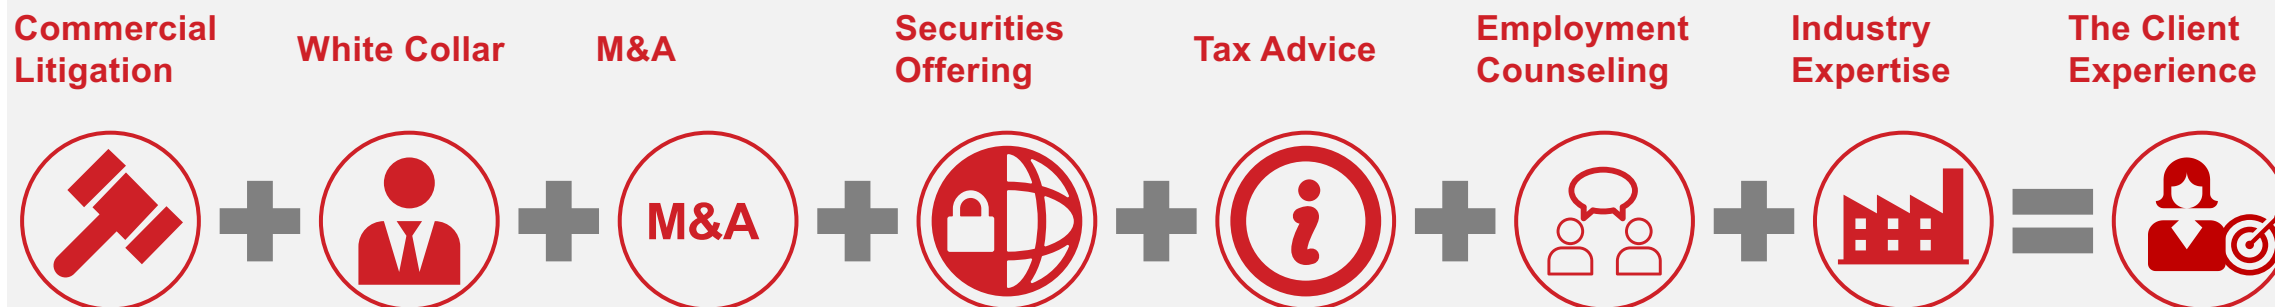 Commercial
Litigation
White Collar
M&A
Securities
Offering
Tax Advice
Employment
Counseling
Industry
Expertise
The Client
Experience
M&A
i